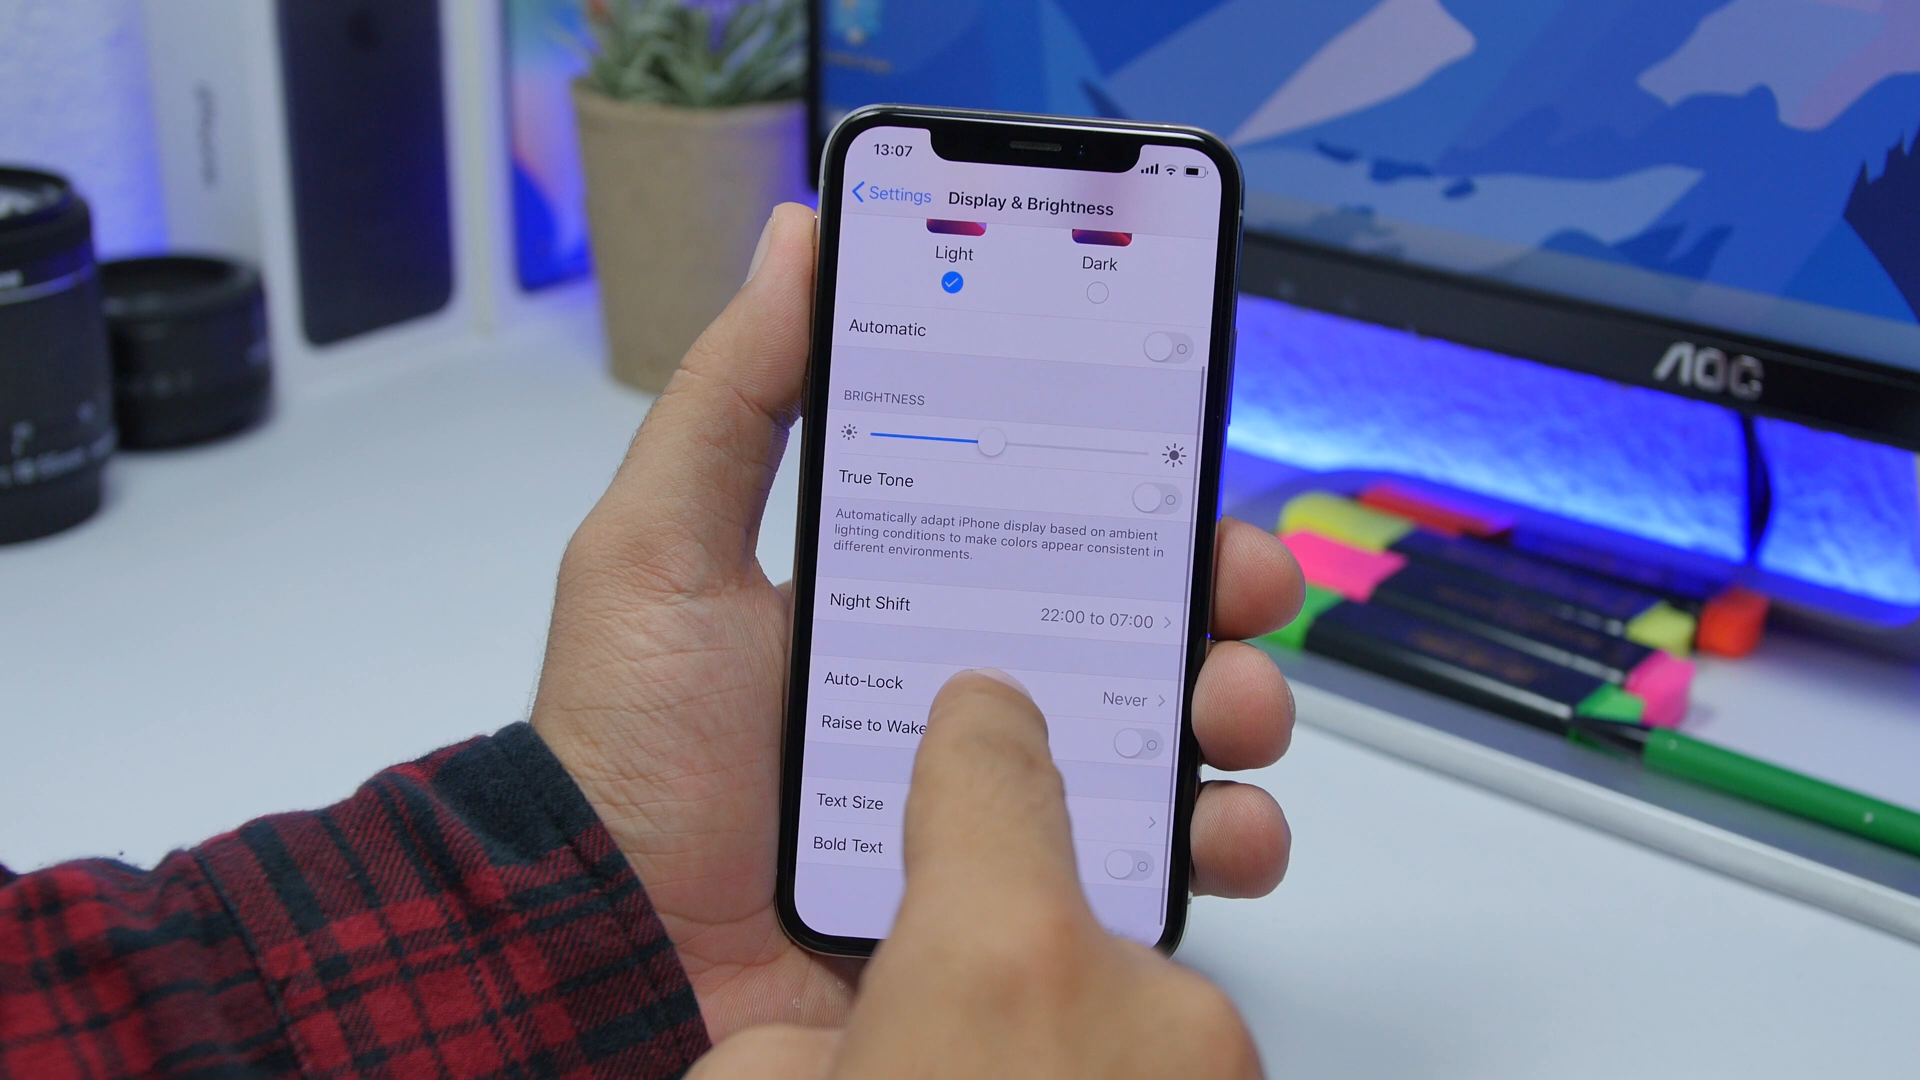 13:07
Settings
Display & Brightness
Light
Dark
Automatic
BRIGHTNESS
True Tone
Automatically adapt iPhone display based on ambient
lighting conditions to make colors appear consistent in
different environments.
Night Shift
22:00 to 07:00
Auto-Lock
Never
Raise to Wake
Text Size
Bold Text
AOC
iPhone